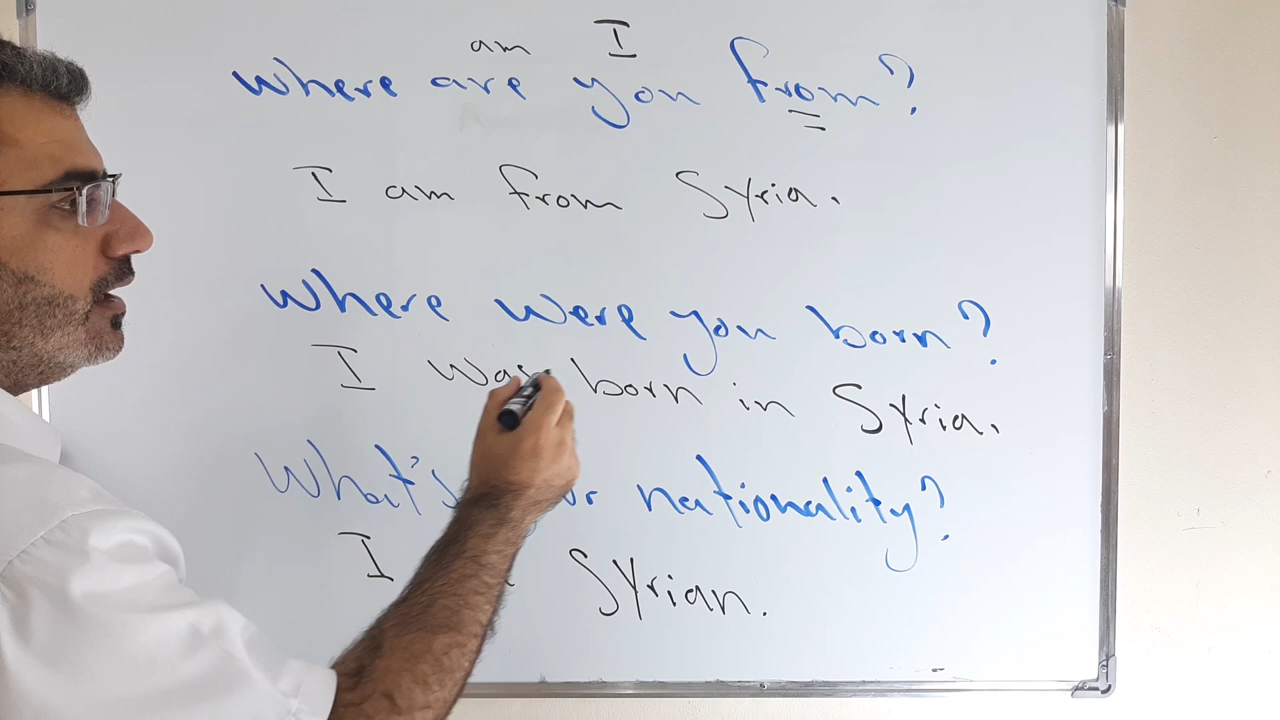 am I
Where are you from?
I am from Syria.
Where were you born?
I was born in Syria.
What's nationality?
I Syrian.